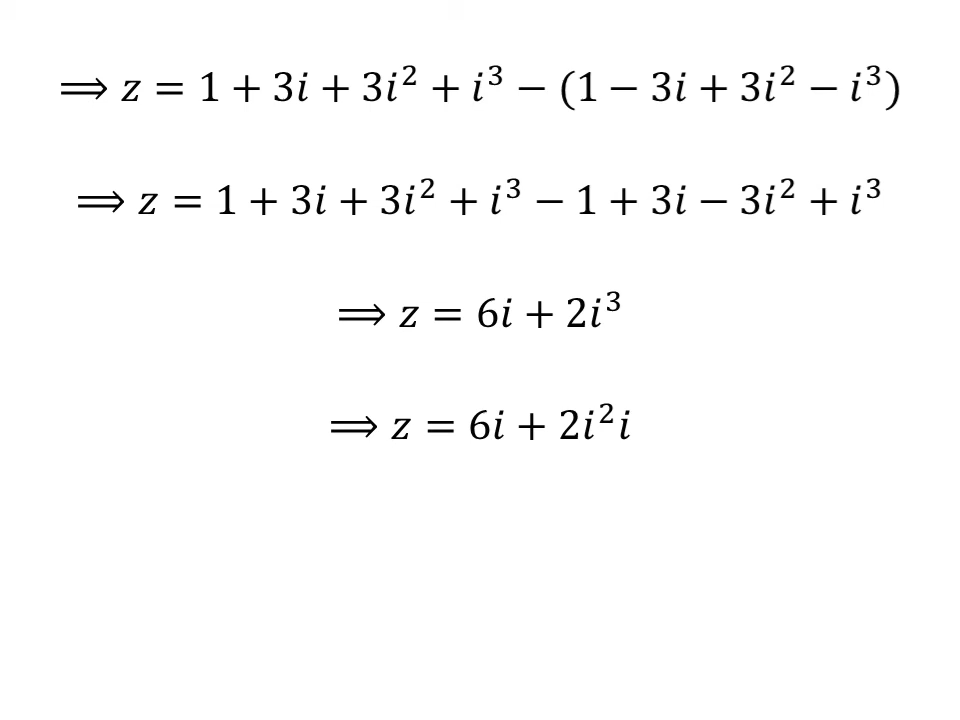 ⟹ z = 1 + 3i + 3i² + i³ − (1 − 3i + 3i² − i³)
⟹ z = 1 + 3i + 3i² + i³ − 1 + 3i − 3i² + i³
⟹ z = 6i + 2i³
⟹ z = 6i + 2i²i